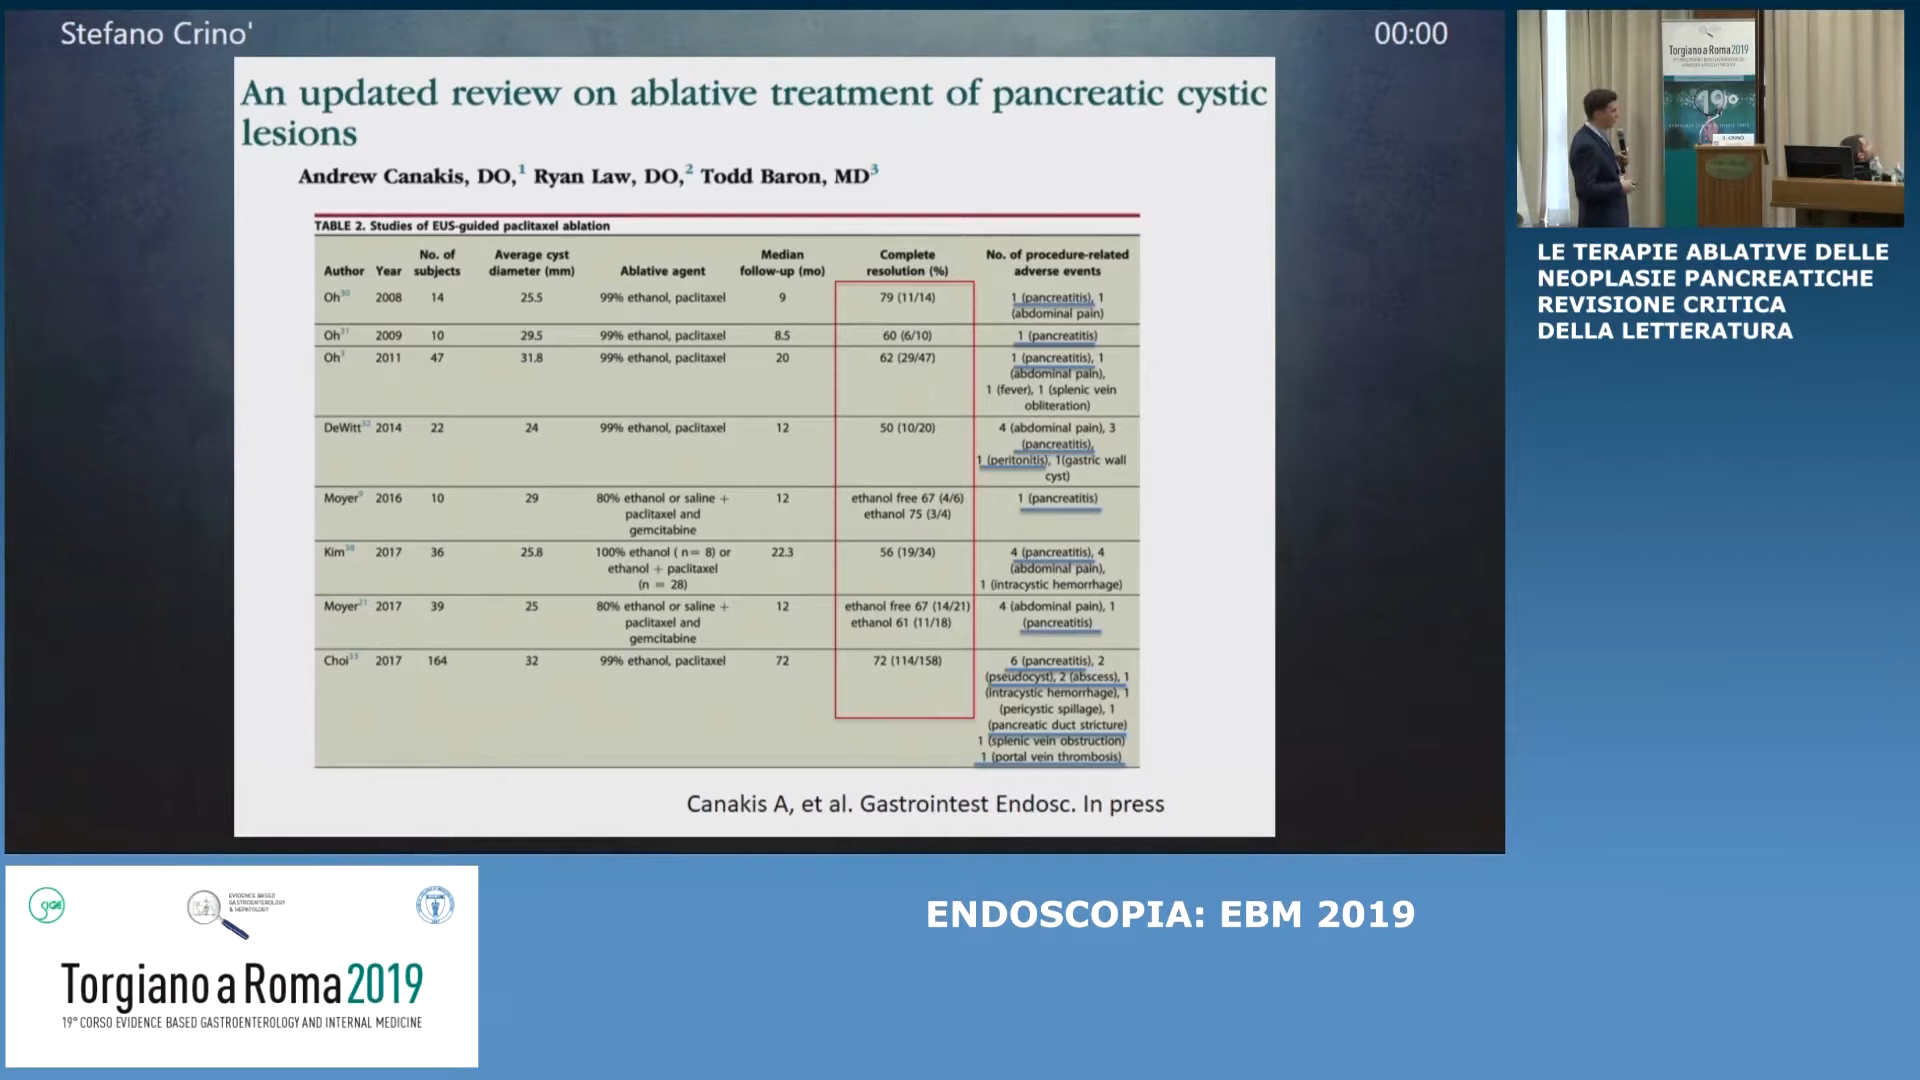 Stefano Crino'
00:00
An updated review on ablative treatment of pancreatic cystic
lesions
Andrew Canakis, DO,1 Ryan Law, DO,2 Todd Baron, MD3
TABLE 2. Studies of EUS-guided paclitaxel ablation
Author Year No. of subjects Average cyst diameter (mm) Ablative agent Median follow-up (mo) Complete resolution (%) No. of procedure-related adverse events
Oh30 2008 14 25.5 99% ethanol, paclitaxel 9 79 (11/14) 1 (pancreatitis), 1
(abdominal pain)
Oh31 2009 10 29.5 99% ethanol, paclitaxel 8.5 60 (6/10) 1 (pancreatitis)
Oh 2011 47 31.8 99% ethanol, paclitaxel 20 62 (29/47) 1 (pancreatitis), 1
(abdominal pain),
1 (fever), 1 (splenic vein
obliteration)
DeWitt32 2014 22 24 99% ethanol, paclitaxel 12 50 (10/20) 4 (abdominal pain), 3
(pancreatitis),
1 (peritonitis), 1(gastric wall
cyst)
Moyer9 2016 10 29 80% ethanol or saline + 12 ethanol free 67 (4/6) 1 (pancreatitis)
paclitaxel and ethanol 75 (3/4)
gemcitabine
Kim38 2017 36 25.8 100% ethanol ( n= 8) or 22.3 56 (19/34) 4 (pancreatitis), 4
ethanol + paclitaxel (abdominal pain),
(n = 28) 1 (intracystic hemorrhage)
Moyer21 2017 39 25 80% ethanol or saline + 12 ethanol free 67 (14/21) 4 (abdominal pain), 1
paclitaxel and ethanol 61 (11/18) (pancreatitis)
gemcitabine
Choi33 2017 164 32 99% ethanol, paclitaxel 72 72 (114/158) 6 (pancreatitis), 2
(pseudocyst), 2 (abscess), 1
(intracystic hemorrhage), 1
(pericystic spillage), 1
(pancreatic duct stricture)
1 (splenic vein obstruction)
1 (portal vein thrombosis)
Canakis A, et al. Gastrointest Endosc. In press
Torgiano a Roma 2019
19°
S. CRINO
LE TERAPIE ABLATIVE DELLE
NEOPLASIE PANCREATICHE
REVISIONE CRITICA
DELLA LETTERATURA
ENDOSCOPIA: EBM 2019
SIGE
EVIDENCE BASED
GASTROENTEROLOGY
& HEPATOLOGY
Torgiano a Roma 2019
19° CORSO EVIDENCE BASED GASTROENTEROLOGY AND INTERNAL MEDICINE